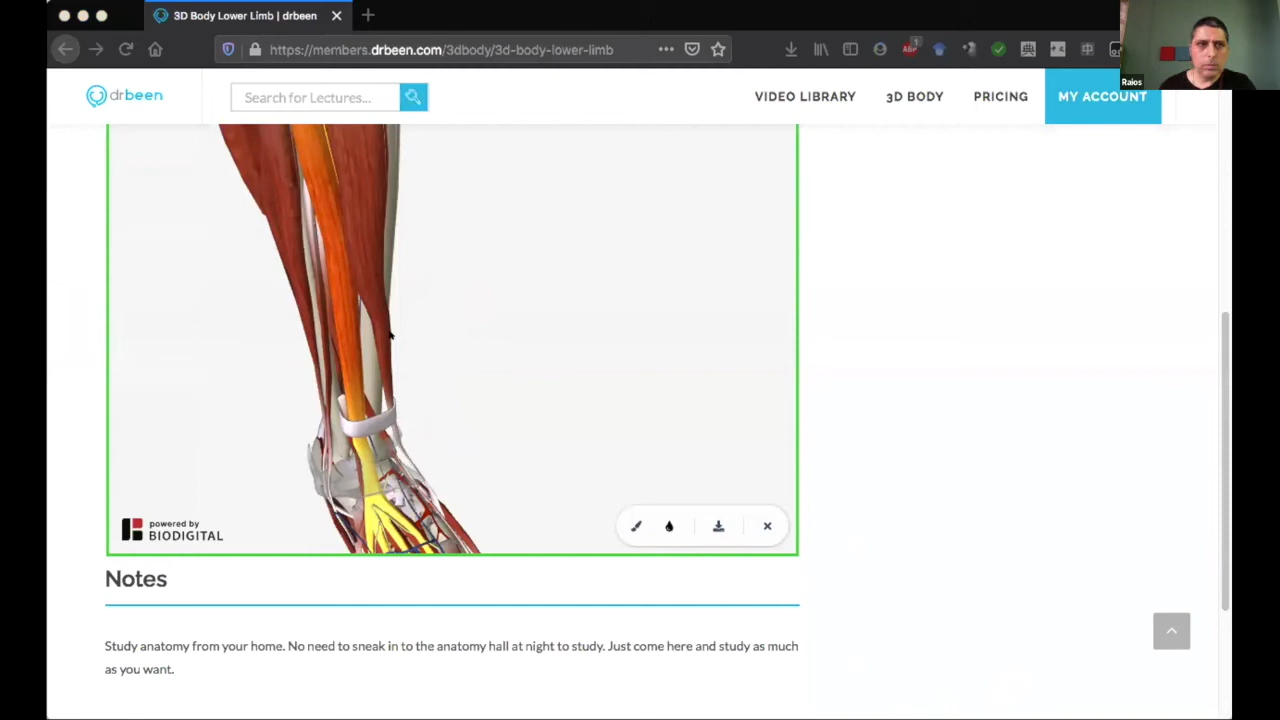 3D Body Lower Limb | drbeen
https://members.drbeen.com/3dbody/3d-body-lower-limb
ABP
1
Raios
drbeen
Search for Lectures...
VIDEO LIBRARY
3D BODY
PRICING
MY ACCOUNT
powered by
BIODIGITAL
Notes
Study anatomy from your home. No need to sneak in to the anatomy hall at night to study. Just come here and study as much
as you want.